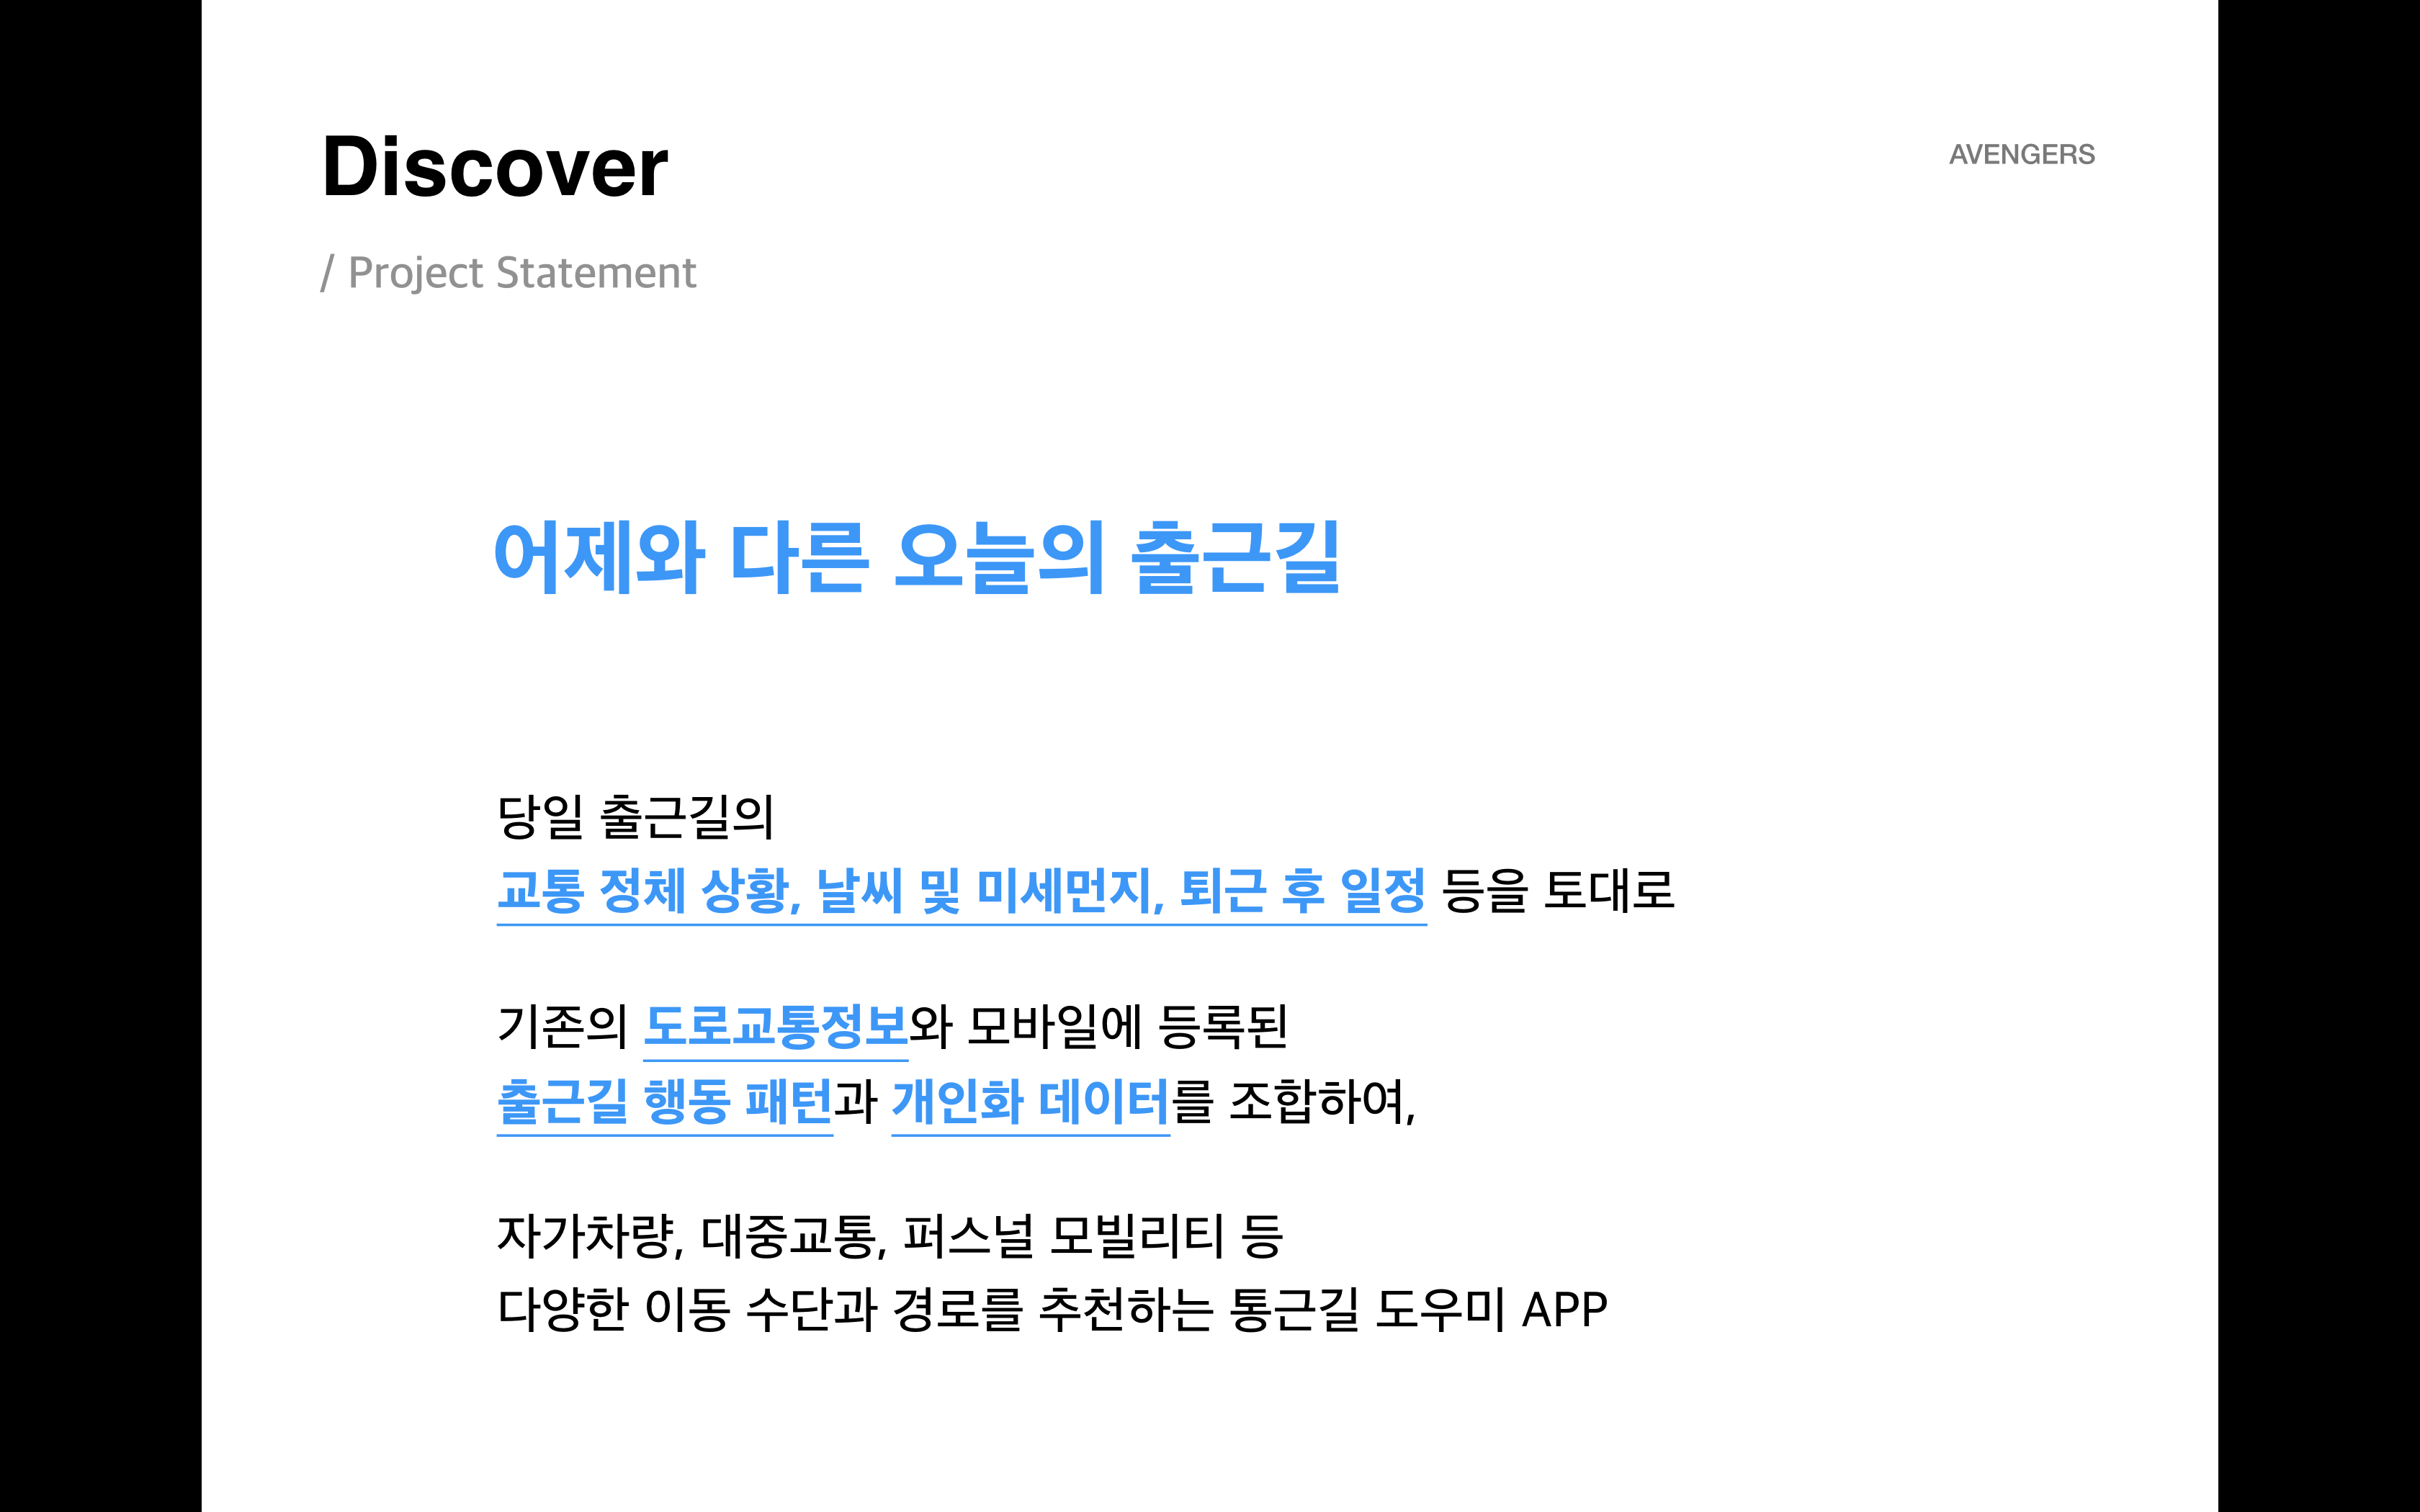 Discover
AVENGERS
/ Project Statement
어제와 다른 오늘의 출근길
당일 출근길의
교통 정체 상황, 날씨 및 미세먼지, 퇴근 후 일정 등을 토대로
기존의 도로교통정보와 모바일에 등록된
출근길 행동 패턴과 개인화 데이터를 조합하여,
자가차량, 대중교통, 퍼스널 모빌리티 등
다양한 이동 수단과 경로를 추천하는 통근길 도우미 APP